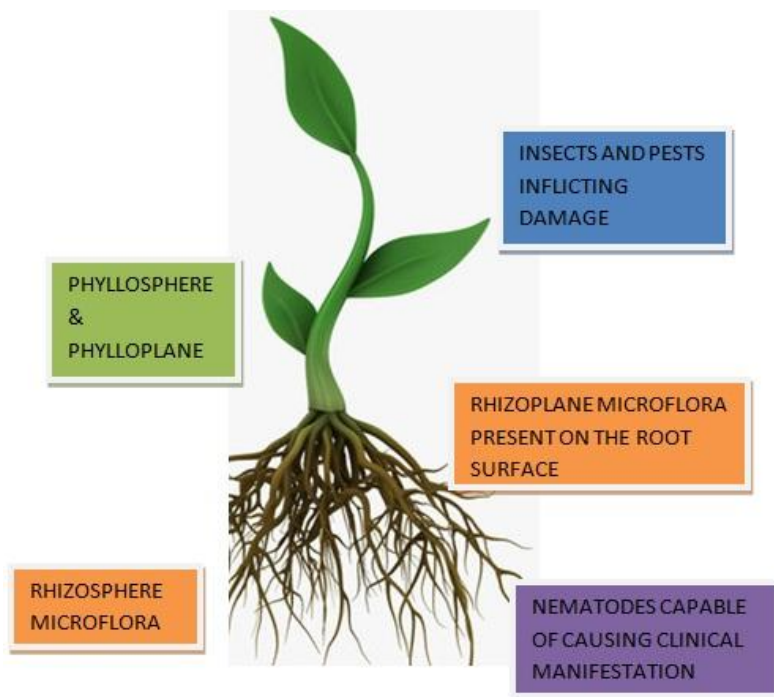 INSECTS AND PESTS
INFLICTING
DAMAGE
PHYLLOSPHERE
&
PHYLLOPLANE
RHIZOPLANE MICROFLORA
PRESENT ON THE ROOT
SURFACE
RHIZOSPHERE
MICROFLORA
NEMATODES CAPABLE
OF CAUSING CLINICAL
MANIFESTATION